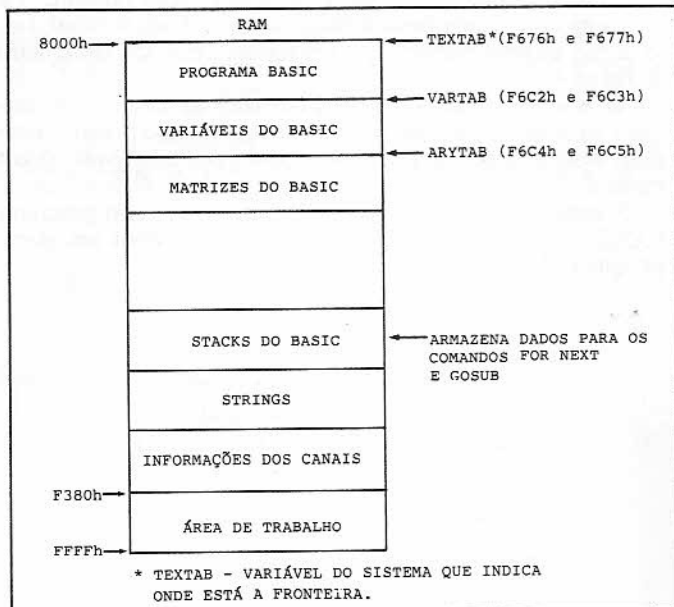 RAM
8000h
TEXTAB*(F676h e F677h)
PROGRAMA BASIC
VARTAB (F6C2h e F6C3h)
VARIÁVEIS DO BASIC
ARYTAB (F6C4h e F6C5h)
MATRIZES DO BASIC
STACKS DO BASIC
ARMAZENA DADOS PARA OS
COMANDOS FOR NEXT
E GOSUB
STRINGS
INFORMAÇÕES DOS CANAIS
F380h
ÁREA DE TRABALHO
FFFFh
* TEXTAB - VARIÁVEL DO SISTEMA QUE INDICA
ONDE ESTÁ A FRONTEIRA.